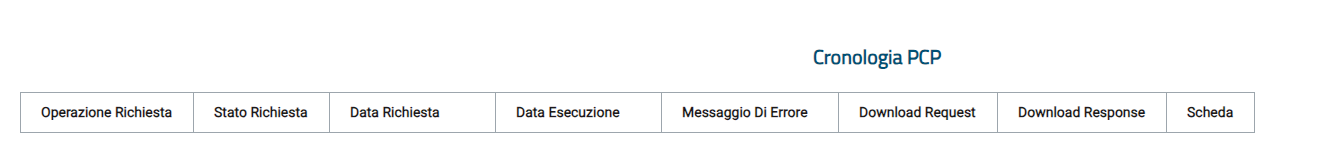 Cronologia PCP
Operazione Richiesta Stato Richiesta Data Richiesta Data Esecuzione Messaggio Di Errore Download Request Download Response Scheda